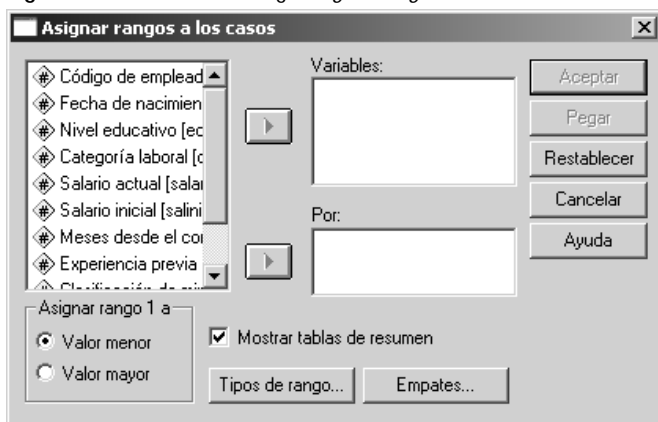 Asignar rangos a los casos
Código de emplead
Fecha de nacimien
Nivel educativo [ec
Categoría laboral [c
Salario actual [salar
Salario inicial [salini
Meses desde el con
Experiencia previa
Variables:
Por:
Aceptar
Pegar
Restablecer
Cancelar
Ayuda
Asignar rango 1 a
Valor menor
Valor mayor
Mostrar tablas de resumen
Tipos de rango...
Empates...